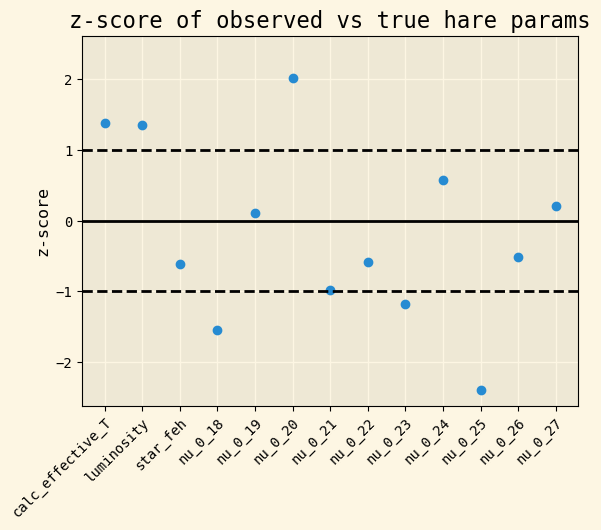 z-score of observed vs true hare params
z-score
2
1
0
−1
−2
calc_effective_T
luminosity
star_feh
nu_0_18
nu_0_19
nu_0_20
nu_0_21
nu_0_22
nu_0_23
nu_0_24
nu_0_25
nu_0_26
nu_0_27